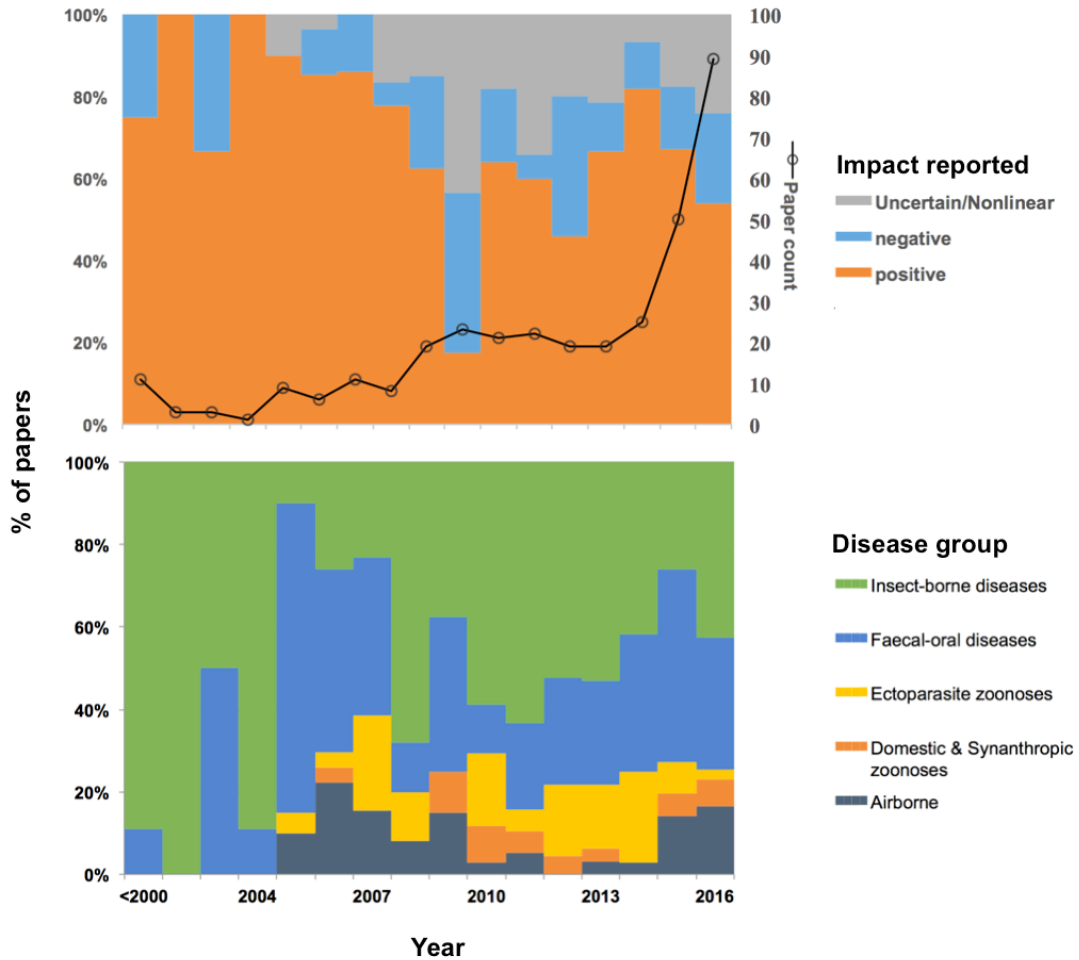 100%
80%
60%
40%
20%
0%
100
90
80
70
60
50
40
30
20
10
0
Paper count
Impact reported
Uncertain/Nonlinear
negative
positive
% of papers
100%
80%
60%
40%
20%
0%
<2000
2004
2007
2010
2013
2016
Year
Disease group
Insect-borne diseases
Faecal-oral diseases
Ectoparasite zoonoses
Domestic & Synanthropic
zoonoses
Airborne